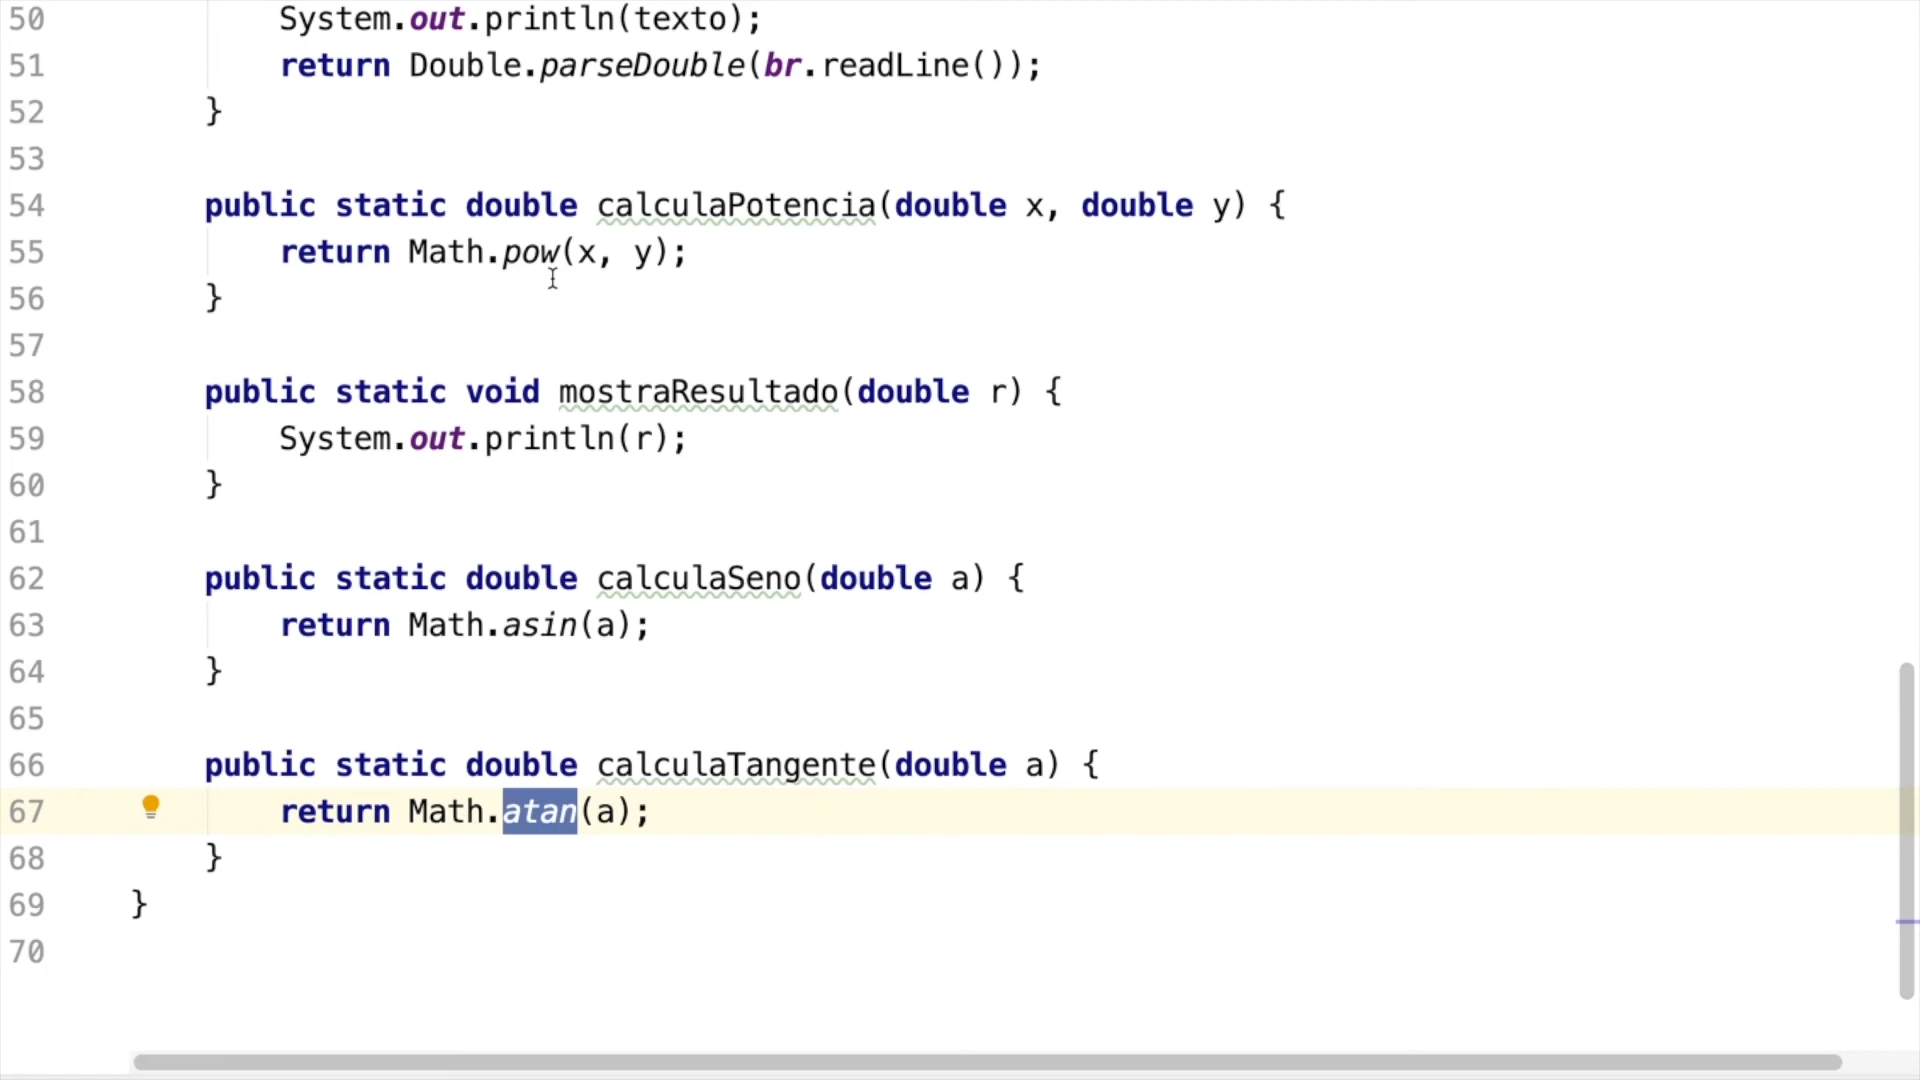 50 System.out.println(texto);
51 return Double.parseDouble(br.readLine());
52 }
53
54 public static double calculaPotencia(double x, double y) {
55 return Math.pow(x, y);
56 }
57
58 public static void mostraResultado(double r) {
59 System.out.println(r);
60 }
61
62 public static double calculaSeno(double a) {
63 return Math.asin(a);
64 }
65
66 public static double calculaTangente(double a) {
67 return Math.atan(a);
68 }
69 }
70